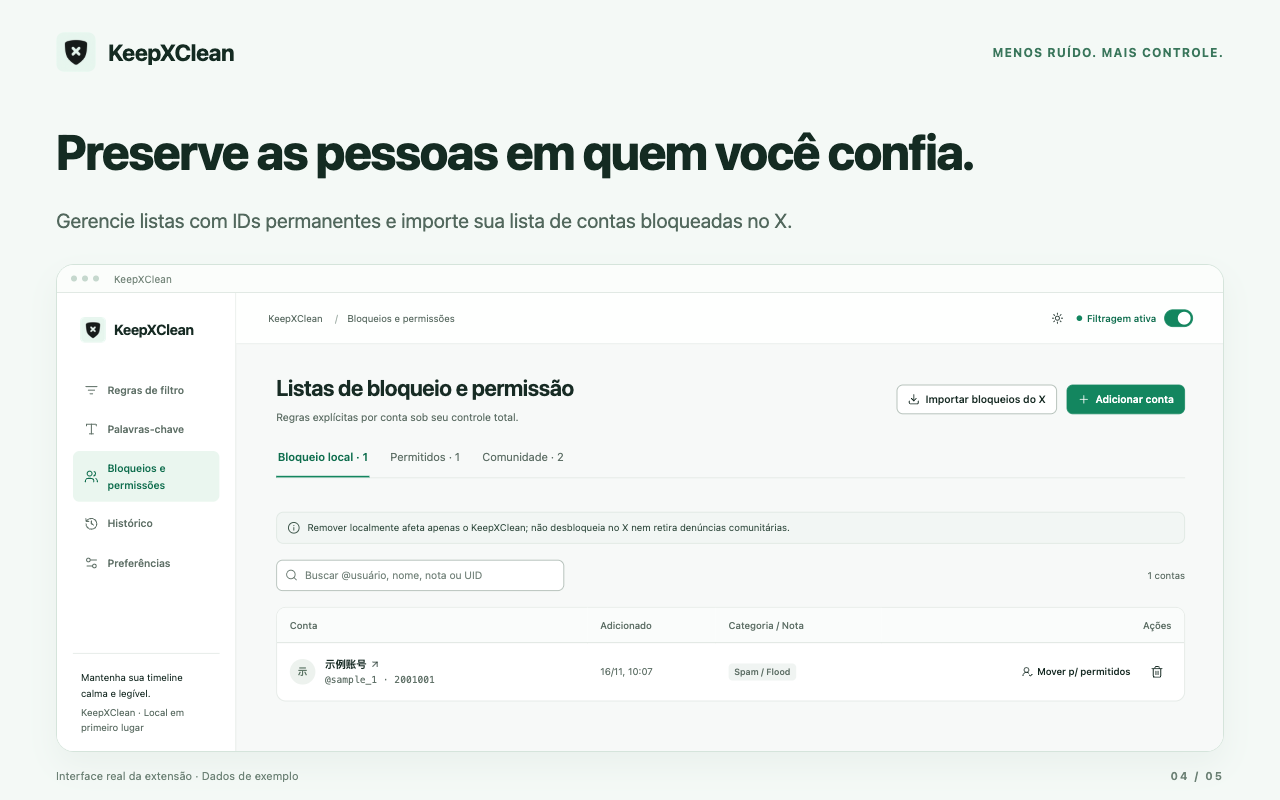 KeepXClean
MENOS RUÍDO. MAIS CONTROLE.
Preserve as pessoas em quem você confia.
Gerencie listas com IDs permanentes e importe sua lista de contas bloqueadas no X.
KeepXClean
KeepXClean
Regras de filtro
Palavras-chave
Bloqueios e
permissões
Histórico
Preferências
Mantenha sua timeline
calma e legível.
KeepXClean · Local em
primeiro lugar
KeepXClean / Bloqueios e permissões
Filtragem ativa
Listas de bloqueio e permissão
Regras explícitas por conta sob seu controle total.
Importar bloqueios do X
Adicionar conta
Bloqueio local · 1
Permitidos · 1
Comunidade · 2
Remover localmente afeta apenas o KeepXClean; não desbloqueia no X nem retira denúncias comunitárias.
Buscar @usuário, nome, nota ou UID
1 contas
Conta Adicionado Categoria / Nota Ações
示 示例账号 16/11, 10:07 Spam / Flood Mover p/ permitidos
@sample_1 · 2001001
Interface real da extensão · Dados de exemplo
04 / 05